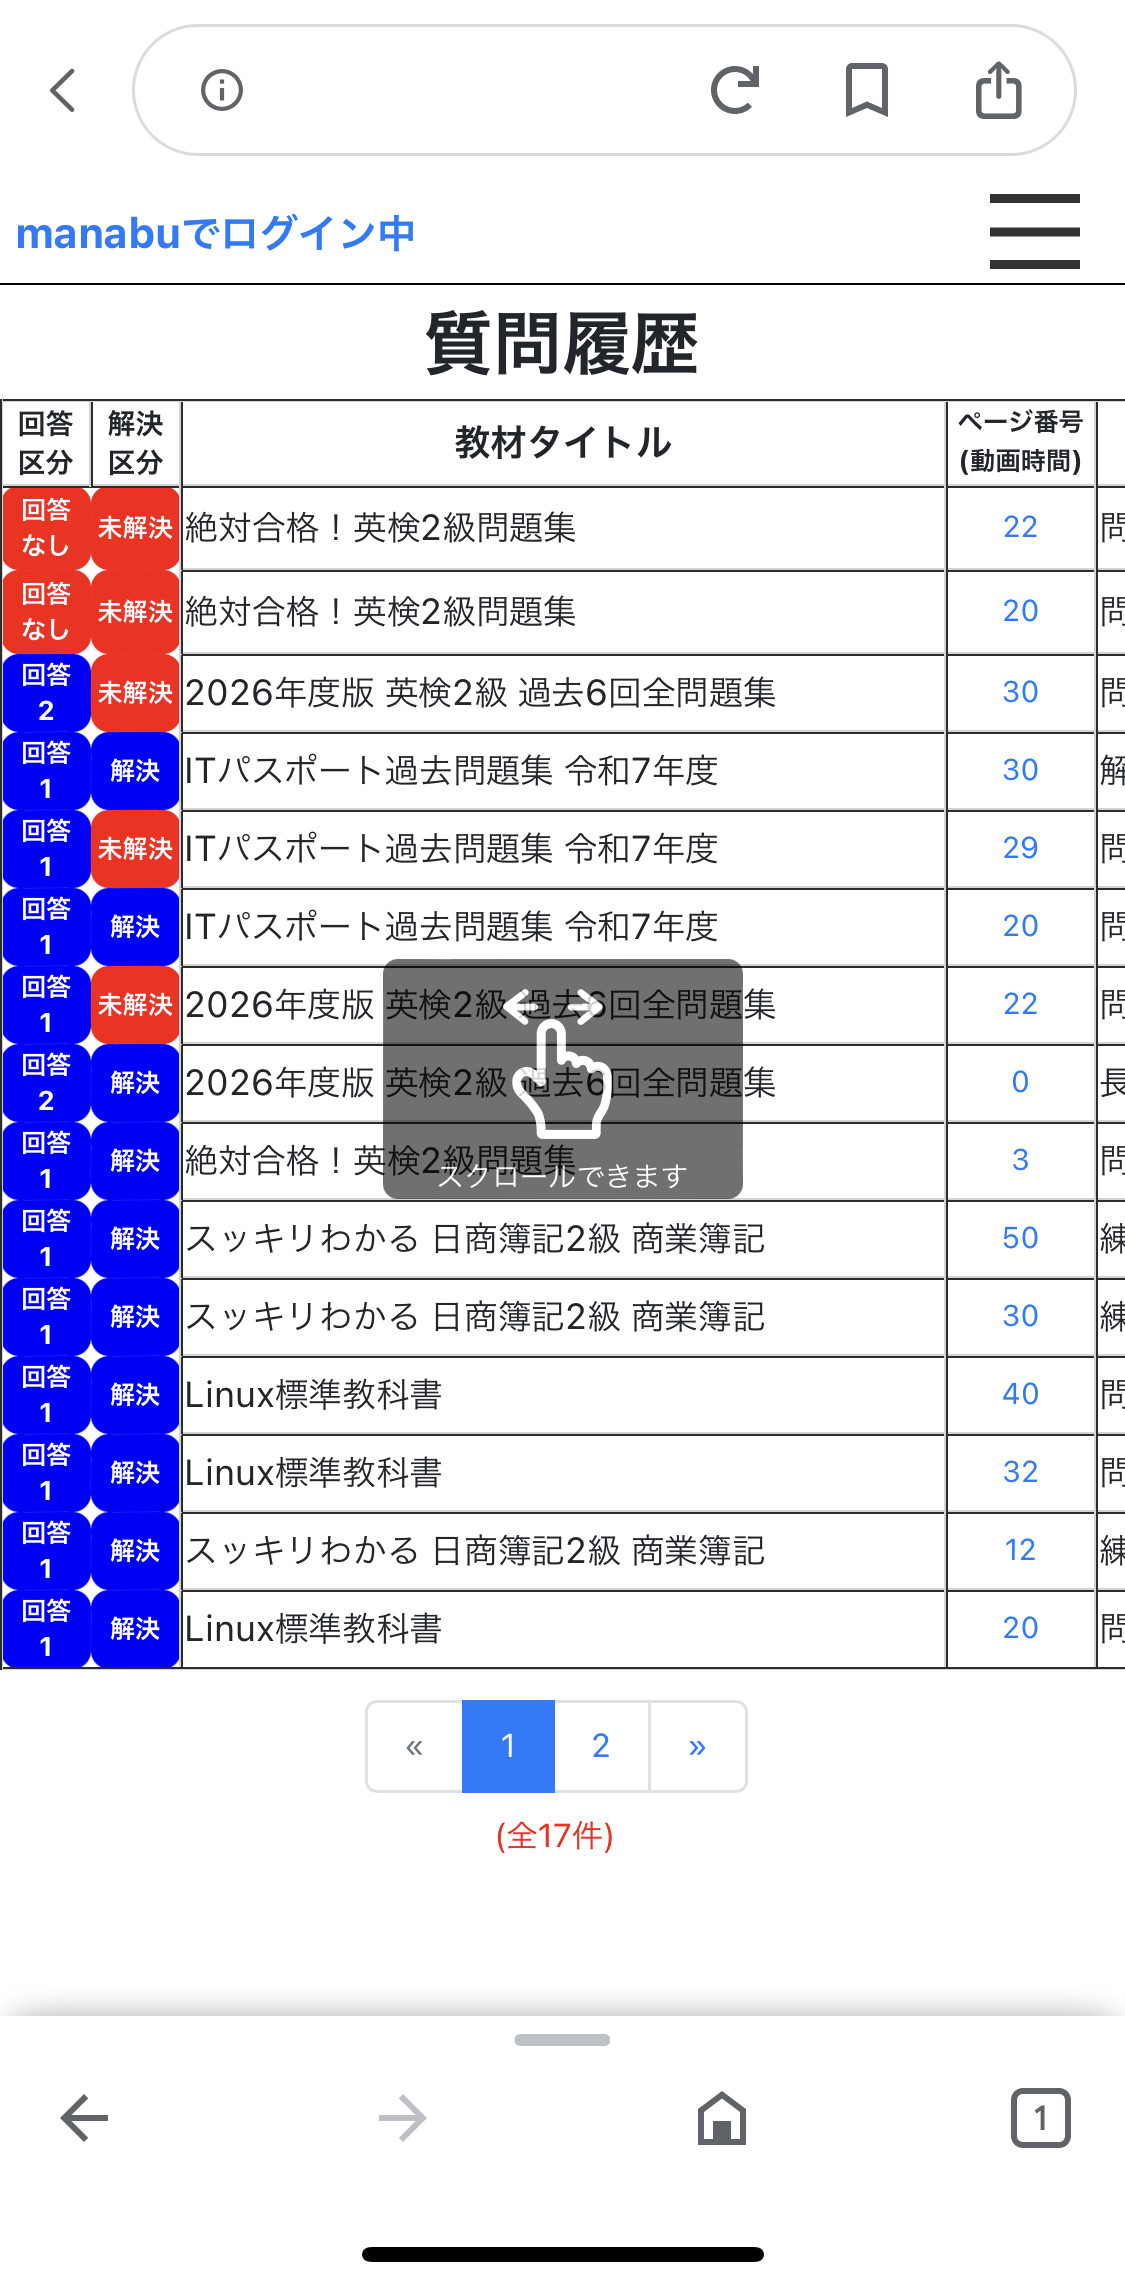 manabuでログイン中
質問履歴
回答区分 解決区分 教材タイトル ページ番号(動画時間)
回答なし 未解決 絶対合格！英検2級問題集 22 問
回答なし 未解決 絶対合格！英検2級問題集 20 問
回答2 未解決 2026年度版 英検2級 過去6回全問題集 30 問
回答1 解決 ITパスポート過去問題集 令和7年度 30 解
回答1 未解決 ITパスポート過去問題集 令和7年度 29 問
回答1 解決 ITパスポート過去問題集 令和7年度 20 問
回答1 未解決 2026年度版 英検2級 過去6回全問題集 22 問
回答2 解決 2026年度版 英検2級 過去6回全問題集 0 長
回答1 解決 絶対合格！英検2級問題集 3 問
スクロールできます
回答1 解決 スッキリわかる 日商簿記2級 商業簿記 50 練
回答1 解決 スッキリわかる 日商簿記2級 商業簿記 30 練
回答1 解決 Linux標準教科書 40 問
回答1 解決 Linux標準教科書 32 問
回答1 解決 スッキリわかる 日商簿記2級 商業簿記 12 練
回答1 解決 Linux標準教科書 20 問
« 1 2 »
(全17件)
1